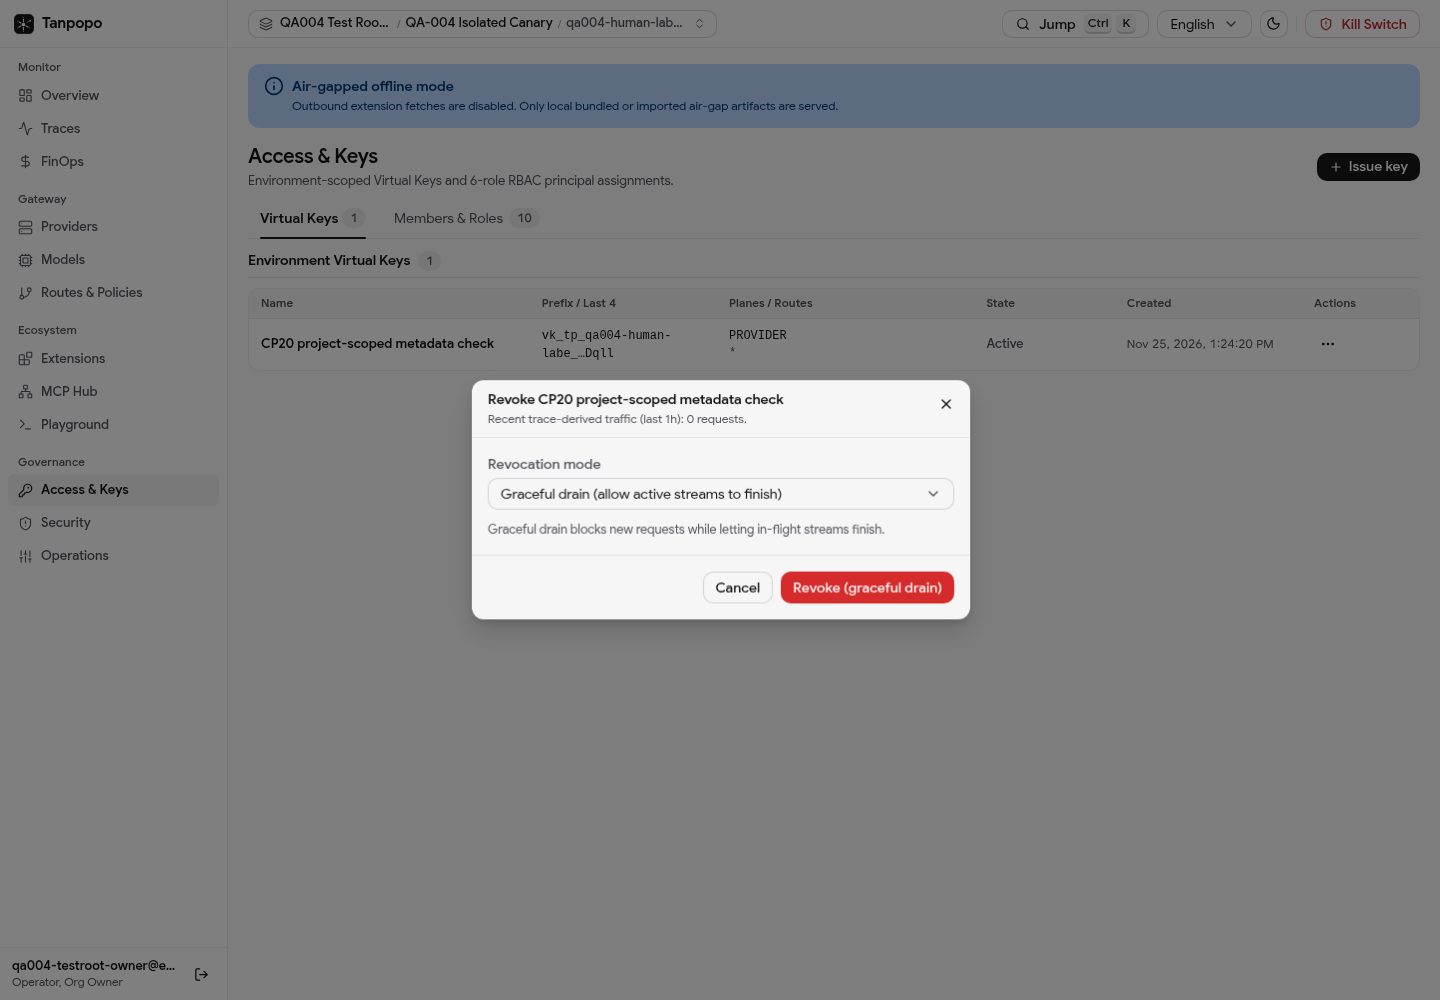 Tanpopo
QA004 Test Roo... / QA-004 Isolated Canary / qa004-human-lab...
Jump Ctrl K
English
Kill Switch
Monitor
Overview
Traces
FinOps
Gateway
Providers
Models
Routes & Policies
Ecosystem
Extensions
MCP Hub
Playground
Governance
Access & Keys
Security
Operations
qa004-testroot-owner@e...
Operator, Org Owner
Air-gapped offline mode
Outbound extension fetches are disabled. Only local bundled or imported air-gap artifacts are served.
Access & Keys
Environment-scoped Virtual Keys and 6-role RBAC principal assignments.
Issue key
Virtual Keys 1 Members & Roles 10
Environment Virtual Keys 1
Name Prefix / Last 4 Planes / Routes State Created Actions
CP20 project-scoped metadata check vk_tp_qa004-human- PROVIDER Active Nov 25, 2026, 1:24:20 PM
labe_…Dqll *
Revoke CP20 project-scoped metadata check
Recent trace-derived traffic (last 1h): 0 requests.
Revocation mode
Graceful drain (allow active streams to finish)
Graceful drain blocks new requests while letting in-flight streams finish.
Cancel Revoke (graceful drain)